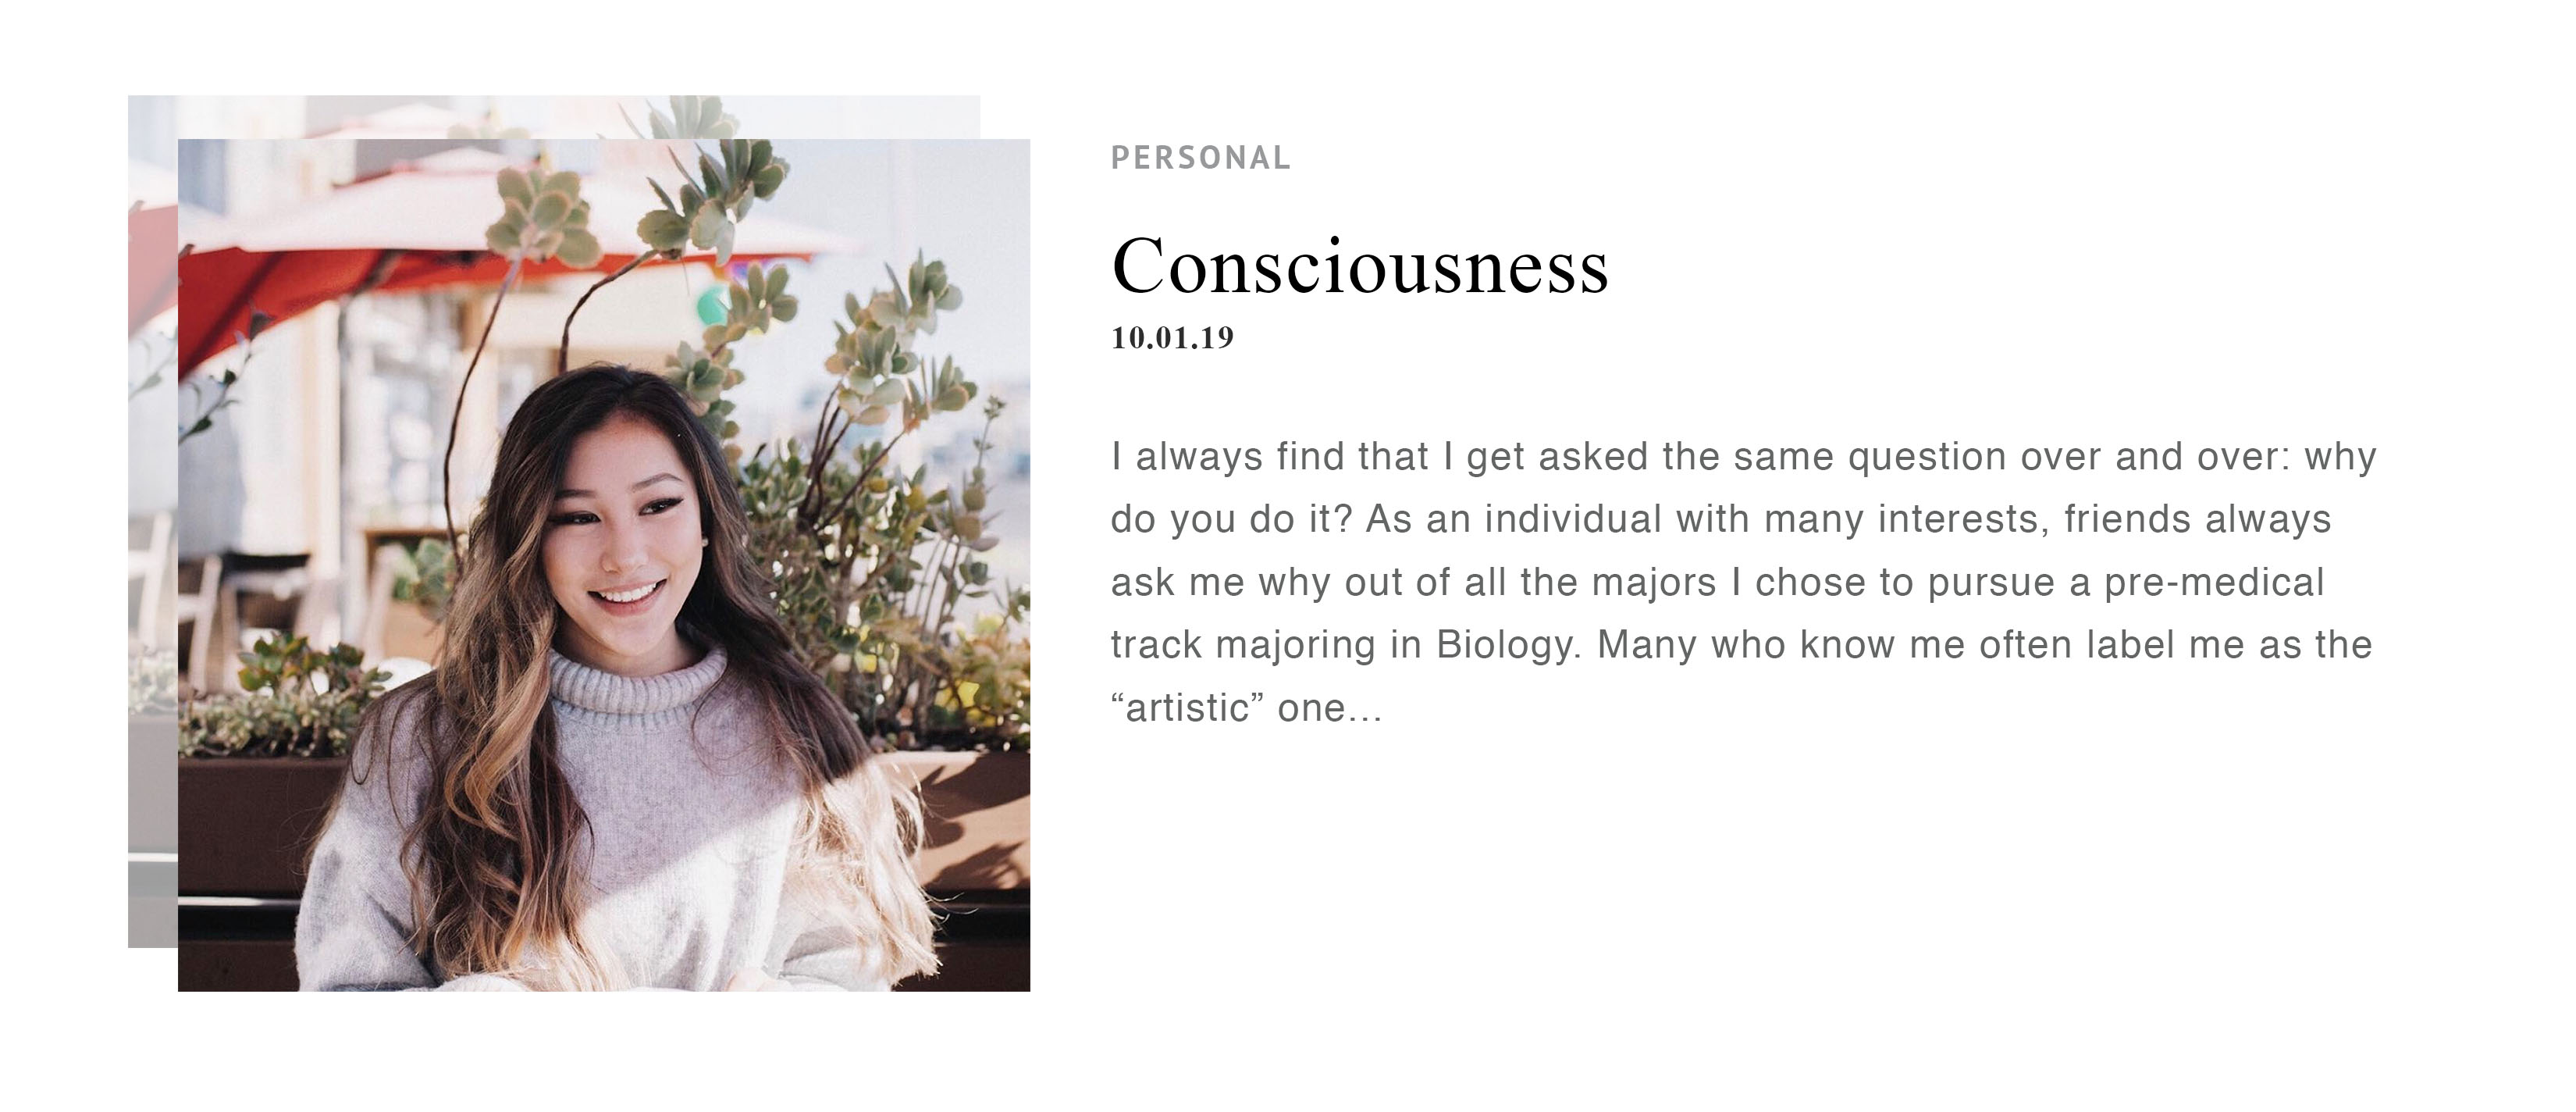 PERSONAL
Consciousness
10.01.19
I always find that I get asked the same question over and over: why
do you do it? As an individual with many interests, friends always
ask me why out of all the majors I chose to pursue a pre-medical
track majoring in Biology. Many who know me often label me as the
“artistic” one...